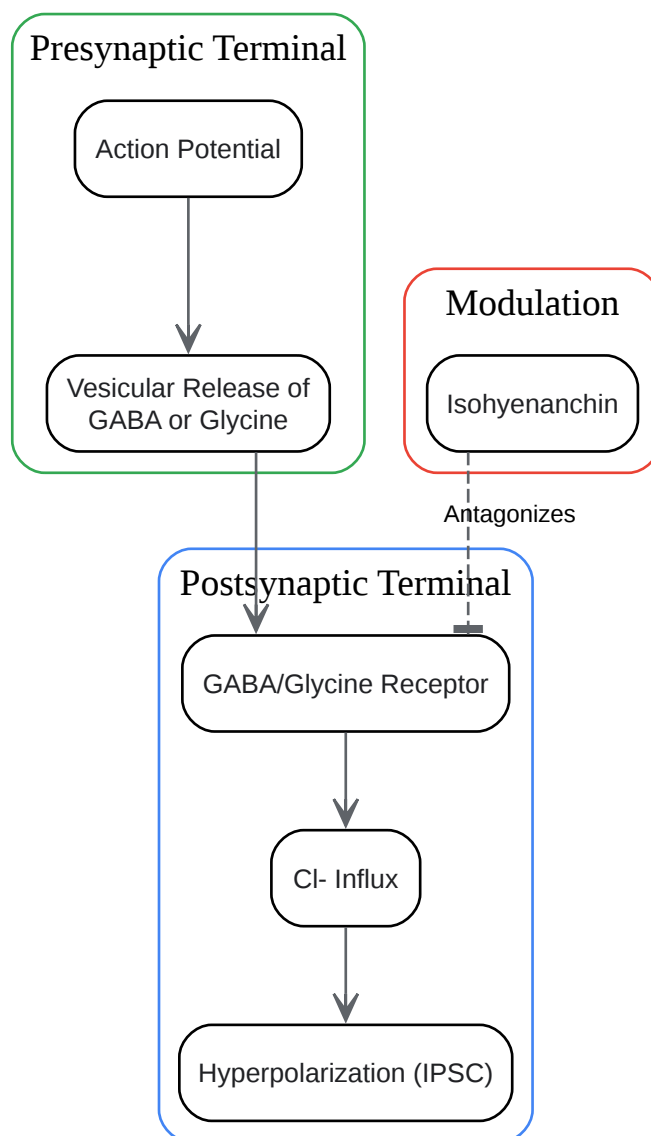 Presynaptic Terminal
Action Potential
Vesicular Release of
GABA or Glycine
Modulation
Isohyenanchin
Antagonizes
Postsynaptic Terminal
GABA/Glycine Receptor
Cl- Influx
Hyperpolarization (IPSC)